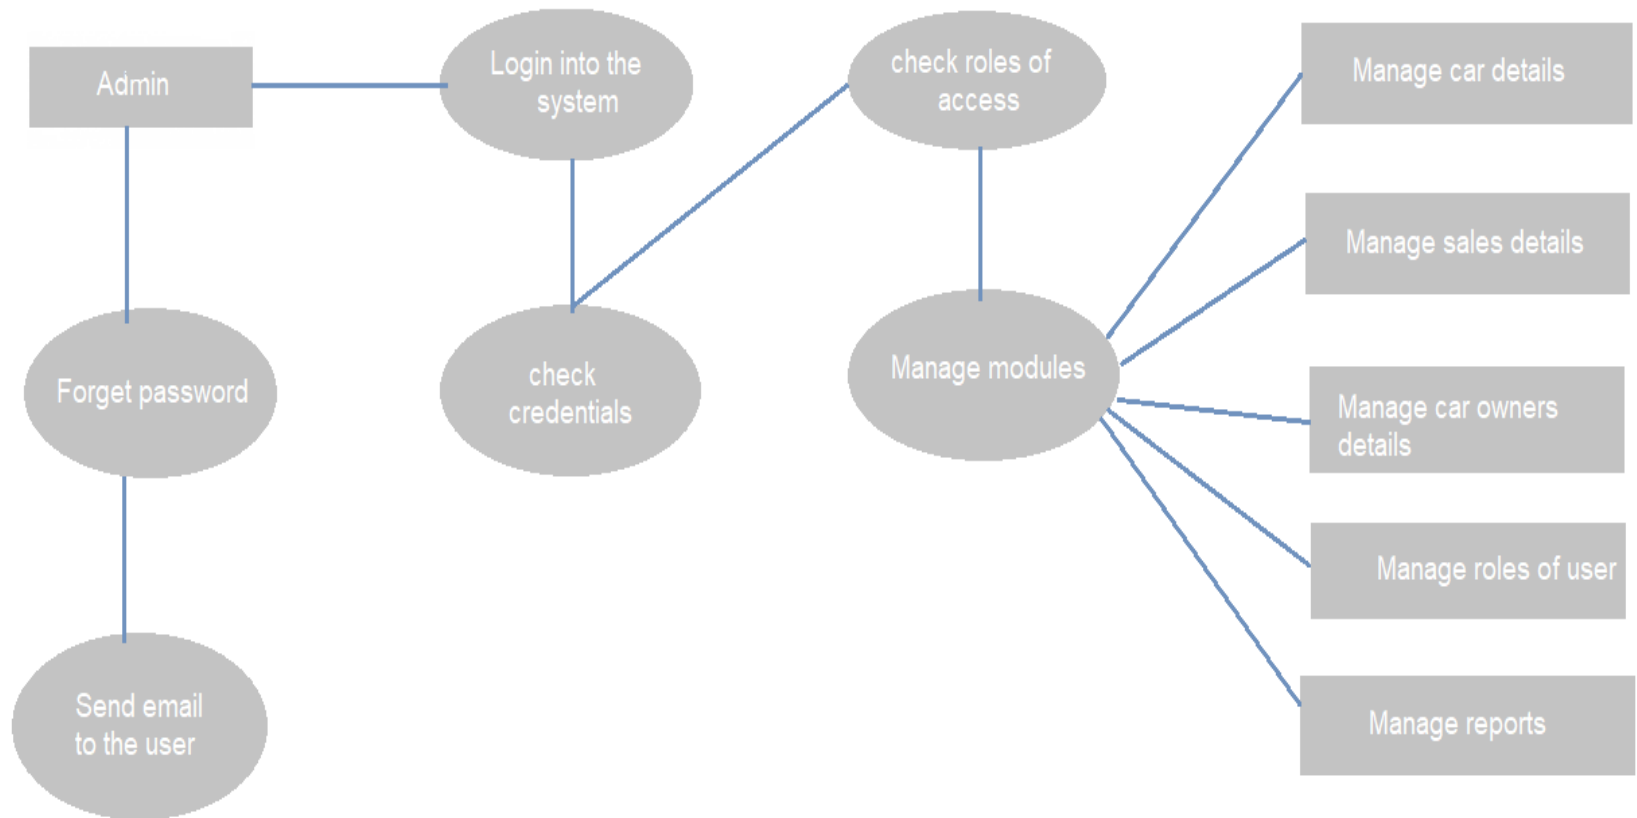 Admin
Login into the
system
check roles of
access
Manage car details
Manage sales details
Forget password
check
credentials
Manage modules
Manage car owners
details
Manage roles of user
Send email
to the user
Manage reports